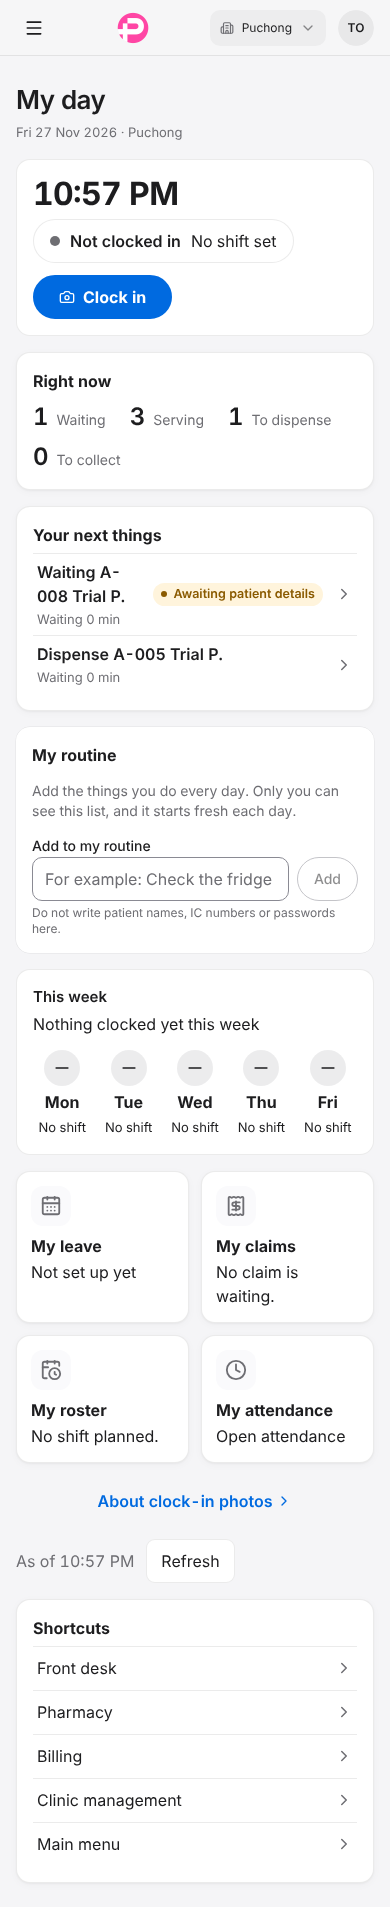 Puchong
TO
My day
Fri 27 Nov 2026 · Puchong
10:57 PM
Not clocked in No shift set
Clock in
Right now
1 Waiting 3 Serving 1 To dispense
0 To collect
Your next things
Waiting A-
008 Trial P.
Awaiting patient details
Waiting 0 min
Dispense A-005 Trial P.
Waiting 0 min
My routine
Add the things you do every day. Only you can
see this list, and it starts fresh each day.
Add to my routine
For example: Check the fridge
Add
Do not write patient names, IC numbers or passwords
here.
This week
Nothing clocked yet this week
Mon Tue Wed Thu Fri
No shift No shift No shift No shift No shift
My leave
Not set up yet
My claims
No claim is
waiting.
My roster
No shift planned.
My attendance
Open attendance
About clock-in photos
As of 10:57 PM
Refresh
Shortcuts
Front desk
Pharmacy
Billing
Clinic management
Main menu